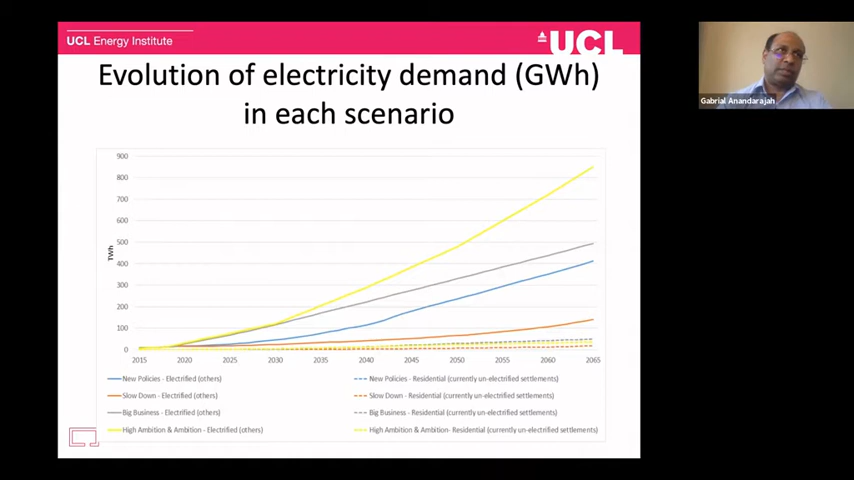 UCL Energy Institute
UCL
Evolution of electricity demand (GWh)
in each scenario
Gabrial Anandarajah
900
800
700
600
500
400
300
200
100
0
TWh
2015 2020 2025 2030 2035 2040 2045 2050 2055 2060 2065
New Policies - Electrified (others) New Policies - Residential (currently un-electrified settlements)
Slow Down - Electrified (others) Slow Down - Residential (currently un-electrified settlements)
Big Business - Electrified (others) Big Business - Residential (currently un-electrified settlements)
High Ambition & Ambition - Electrified (others) High Ambition & Ambition- Residential (currently un-electrified settlements)